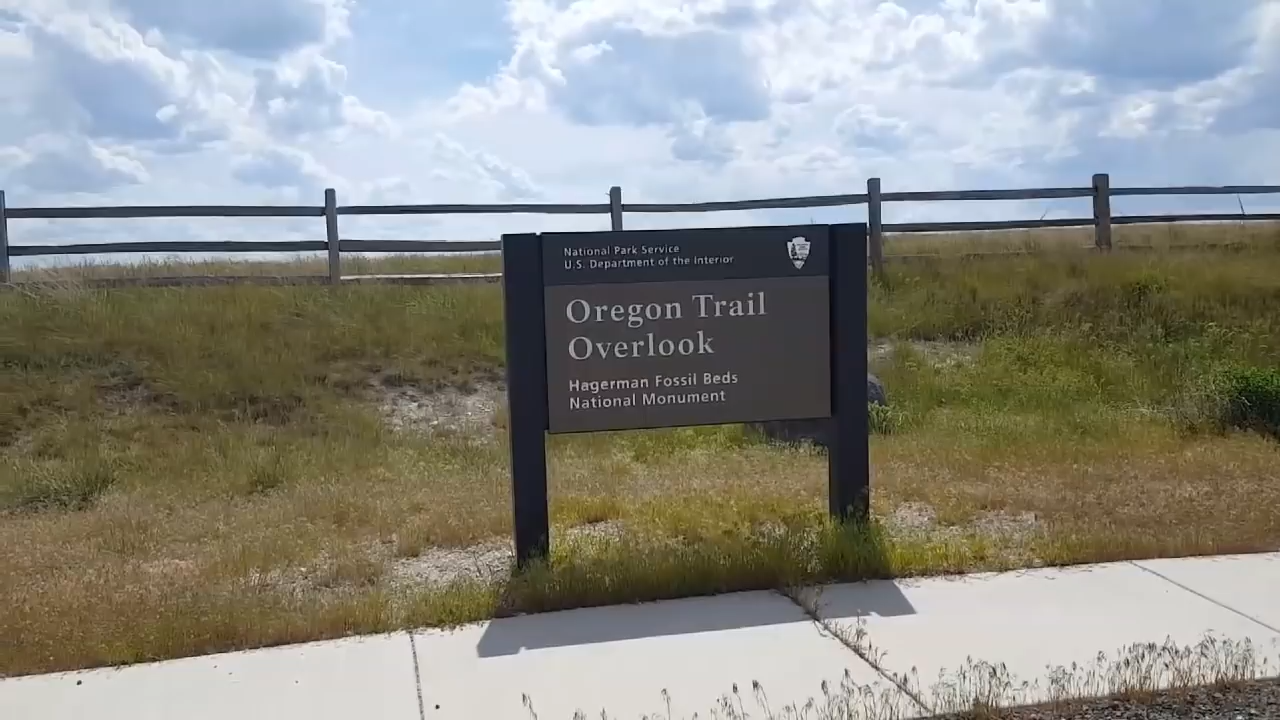 National Park Service
U.S. Department of the Interior
Oregon Trail
Overlook
Hagerman Fossil Beds
National Monument